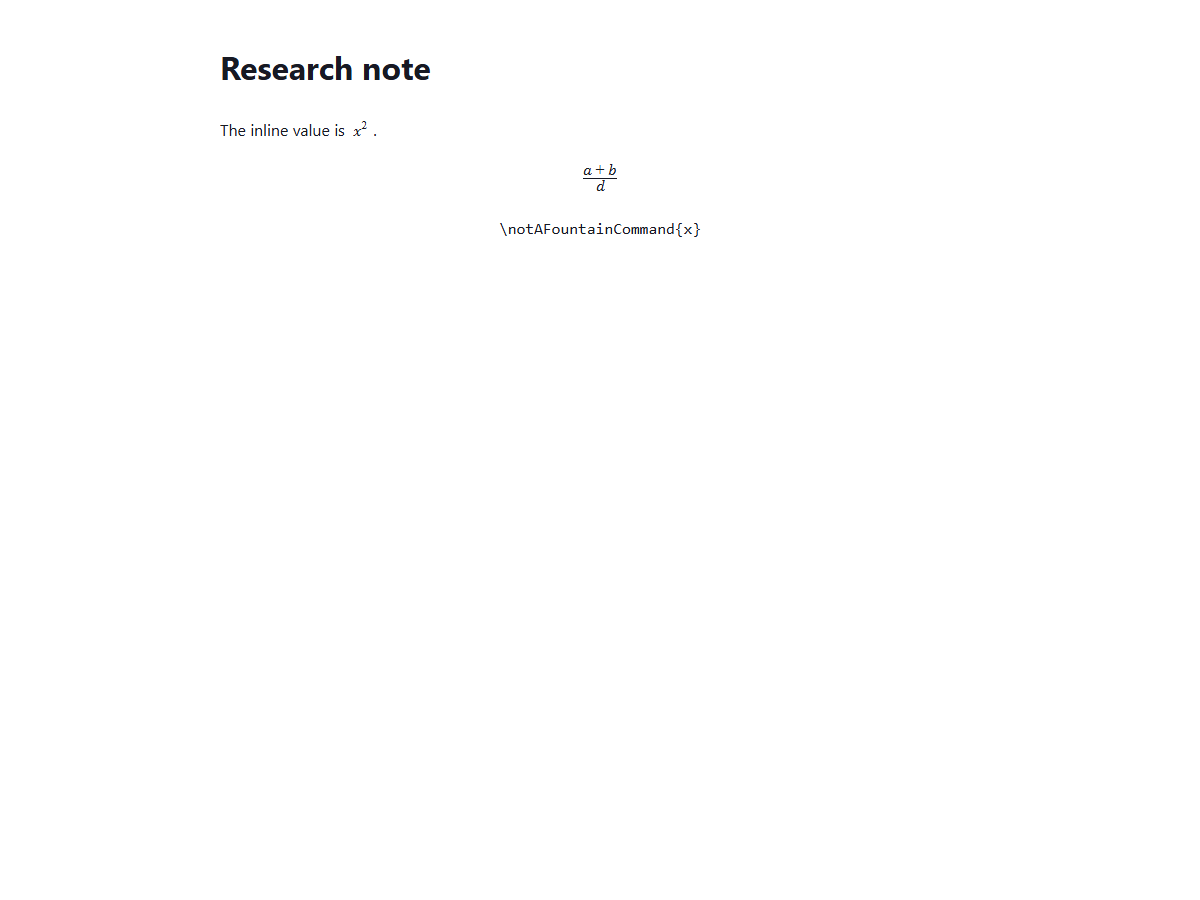 Research note
The inline value is x² .
a + b
d
\notAFountainCommand{x}